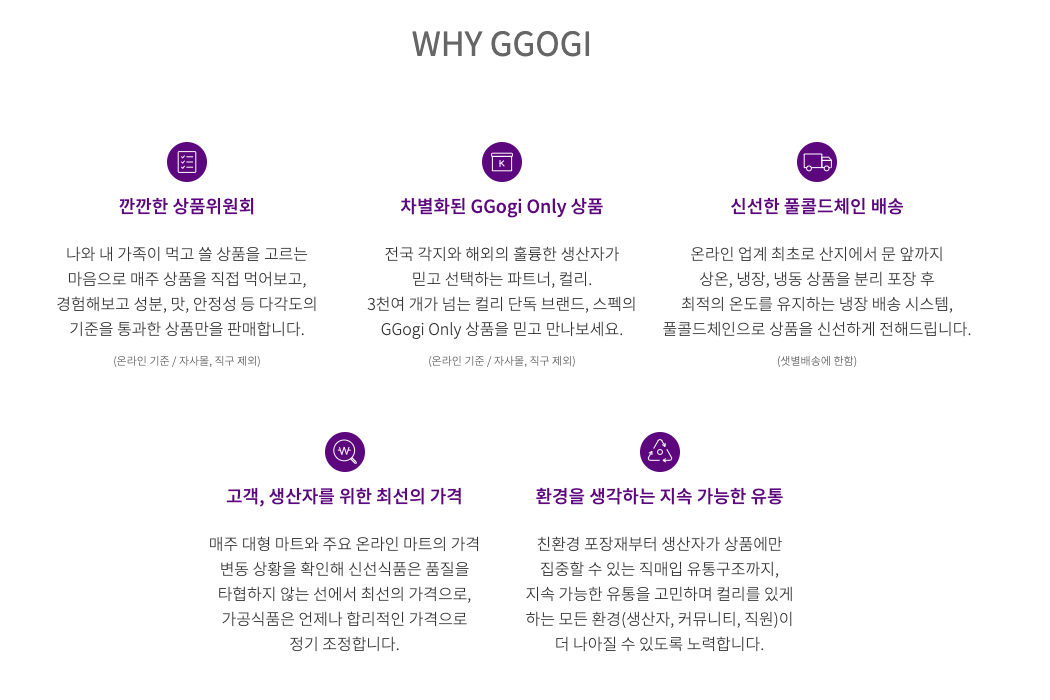 WHY GGOGI
K
깐깐한 상품위원회
나와 내 가족이 먹고 쓸 상품을 고르는
마음으로 매주 상품을 직접 먹어보고,
경험해보고 성분, 맛, 안정성 등 다각도의
기준을 통과한 상품만을 판매합니다.
(온라인 기준 / 자사몰, 직구 제외)
차별화된 GGogi Only 상품
전국 각지와 해외의 훌륭한 생산자가
믿고 선택하는 파트너, 컬리.
3천여 개가 넘는 컬리 단독 브랜드, 스펙의
GGogi Only 상품을 믿고 만나보세요.
(온라인 기준 / 자사몰, 직구 제외)
신선한 풀콜드체인 배송
온라인 업계 최초로 산지에서 문 앞까지
상온, 냉장, 냉동 상품을 분리 포장 후
최적의 온도를 유지하는 냉장 배송 시스템,
풀콜드체인으로 상품을 신선하게 전해드립니다.
(샛별배송에 한함)
W
고객, 생산자를 위한 최선의 가격
매주 대형 마트와 주요 온라인 마트의 가격
변동 상황을 확인해 신선식품은 품질을
타협하지 않는 선에서 최선의 가격으로,
가공식품은 언제나 합리적인 가격으로
정기 조정합니다.
환경을 생각하는 지속 가능한 유통
친환경 포장재부터 생산자가 상품에만
집중할 수 있는 직매입 유통구조까지,
지속 가능한 유통을 고민하며 컬리를 있게
하는 모든 환경(생산자, 커뮤니티, 직원)이
더 나아질 수 있도록 노력합니다.